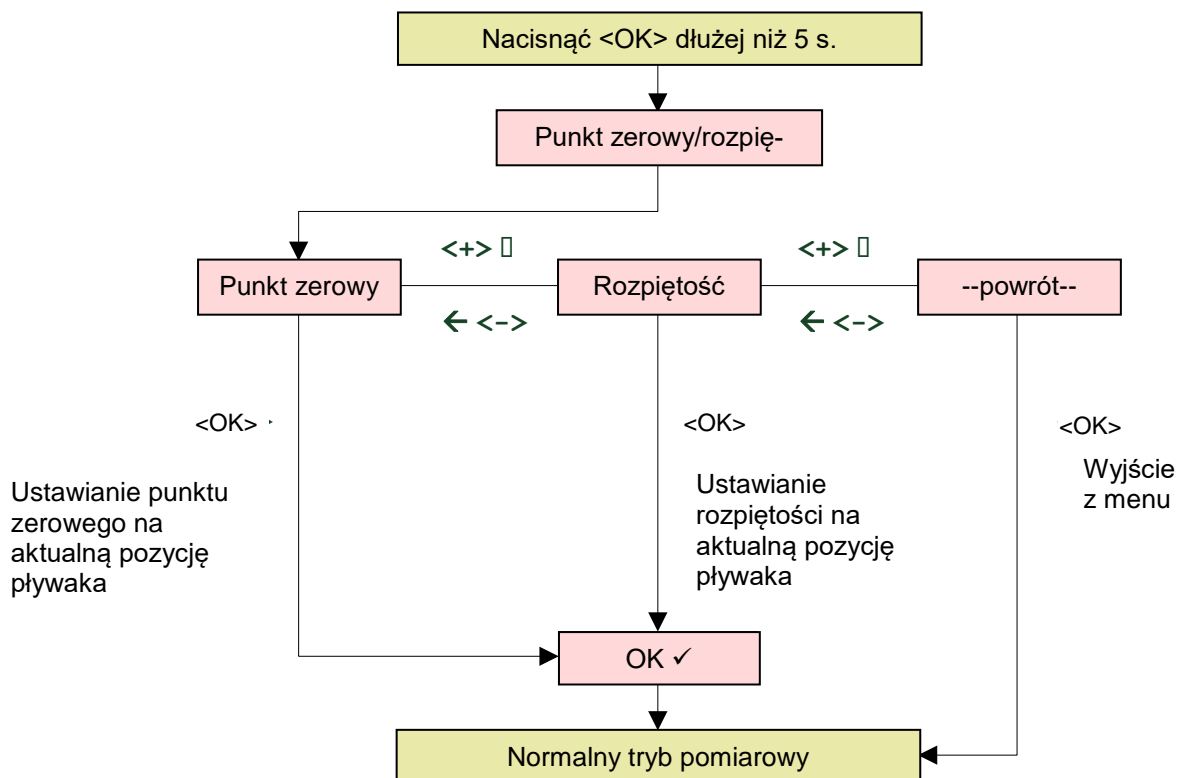 Nacisnąć <OK> dłużej niż 5 s.
Punkt zerowy/rozpię-
<+> ▯
<+> ▯
Punkt zerowy
Rozpiętość
--powrót--
← <->
← <->
<OK>
<OK>
<OK>
Ustawianie punktu
zerowego na
aktualną pozycję
pływaka
Ustawianie
rozpiętości na
aktualną pozycję
pływaka
Wyjście
z menu
OK ✓
Normalny tryb pomiarowy